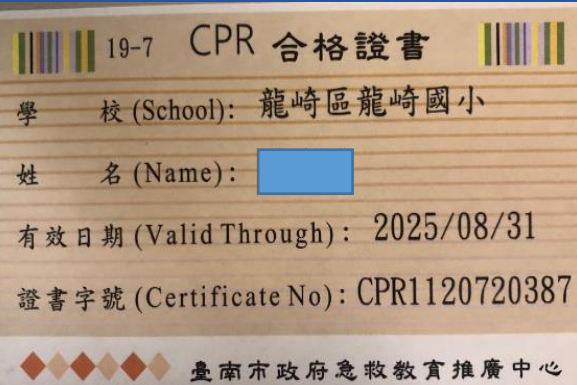 19-7 CPR 合格證書
學 校 (School): 龍崎區龍崎國小
姓 名 (Name):
有效日期 (Valid Through): 2025/08/31
證書字號 (Certificate No): CPR1120720387
臺南市政府急救教育推廣中心